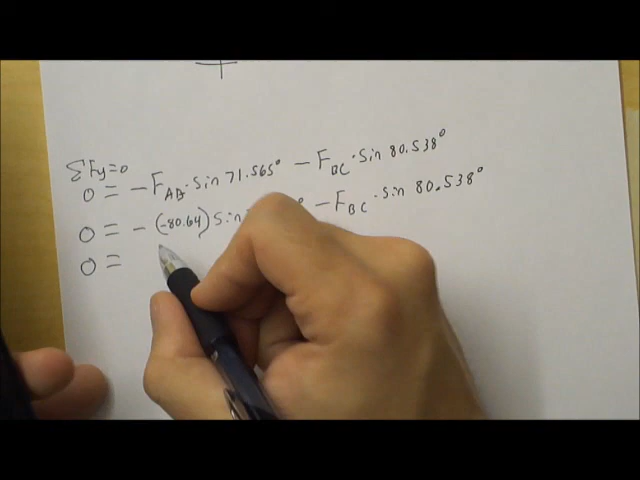 ΣFy=0
0 = - F_AB · sin 71.565° - F_BC · sin 80.538°
0 = - (-80.64) sin ° - F_BC · sin 80.538°
0 =